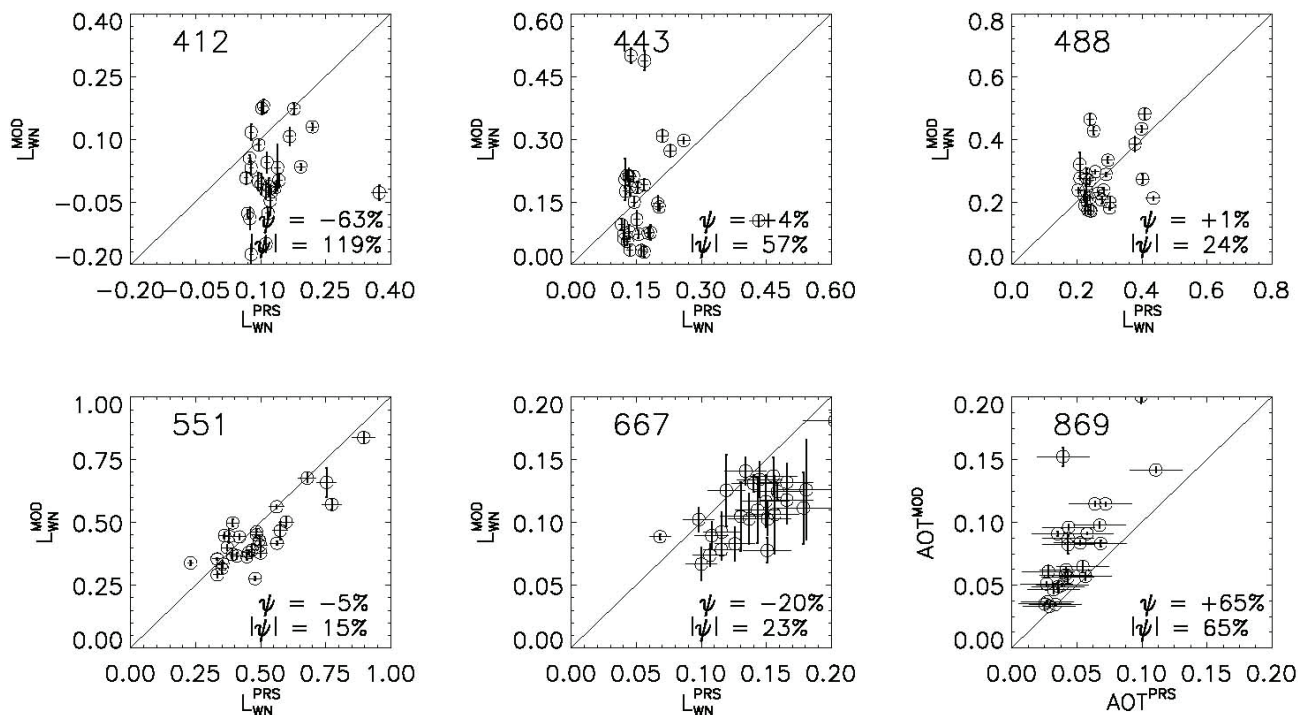 412
0.40
0.25
0.10
−0.05
−0.20
L_WN^MOD
ψ = −63%
|ψ| = 119%
−0.20 −0.05 0.10 0.25 0.40
L_WN^PRS
443
0.60
0.45
0.30
0.15
0.00
L_WN^MOD
ψ = +4%
|ψ| = 57%
0.00 0.15 0.30 0.45 0.60
L_WN^PRS
488
0.8
0.6
0.4
0.2
0.0
L_WN^MOD
ψ = +1%
|ψ| = 24%
0.0 0.2 0.4 0.6 0.8
L_WN^PRS
551
1.00
0.75
0.50
0.25
0.00
L_WN^MOD
ψ = −5%
|ψ| = 15%
0.00 0.25 0.50 0.75 1.00
L_WN^PRS
667
0.20
0.15
0.10
0.05
0.00
L_WN^MOD
ψ = −20%
|ψ| = 23%
0.00 0.05 0.10 0.15 0.20
L_WN^PRS
869
0.20
0.15
0.10
0.05
0.00
AOT^MOD
ψ = +65%
|ψ| = 65%
0.00 0.05 0.10 0.15 0.20
AOT^PRS